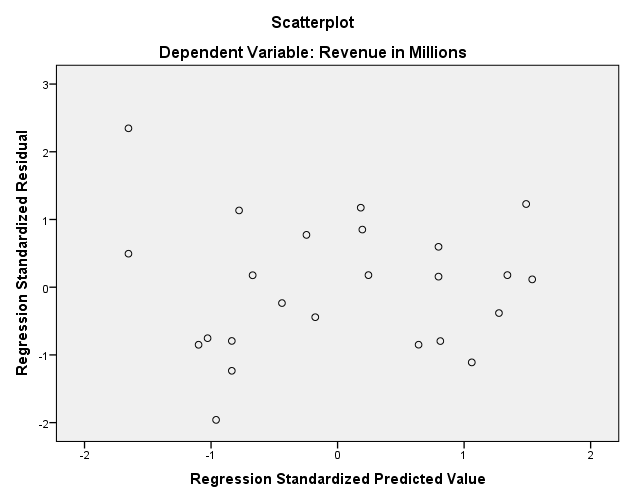 Scatterplot
Dependent Variable: Revenue in Millions
Regression Standardized Residual
3
2
1
0
-1
-2
-2
-1
0
1
2
Regression Standardized Predicted Value